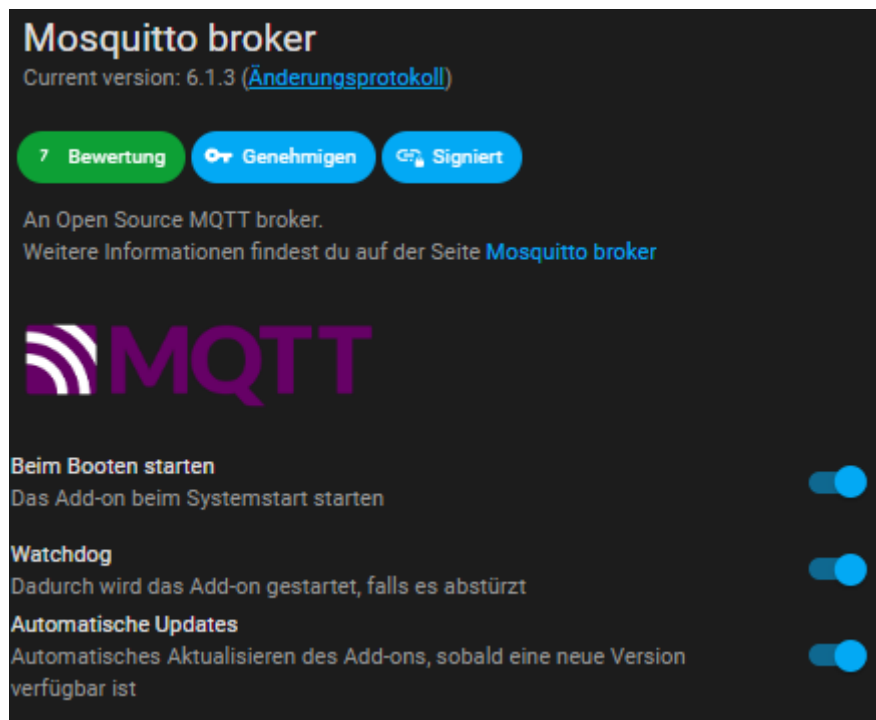 Mosquitto broker
Current version: 6.1.3 (Änderungsprotokoll)
7 Bewertung Genehmigen Signiert
An Open Source MQTT broker.
Weitere Informationen findest du auf der Seite Mosquitto broker
MQTT
Beim Booten starten
Das Add-on beim Systemstart starten
Watchdog
Dadurch wird das Add-on gestartet, falls es abstürzt
Automatische Updates
Automatisches Aktualisieren des Add-ons, sobald eine neue Version
verfügbar ist